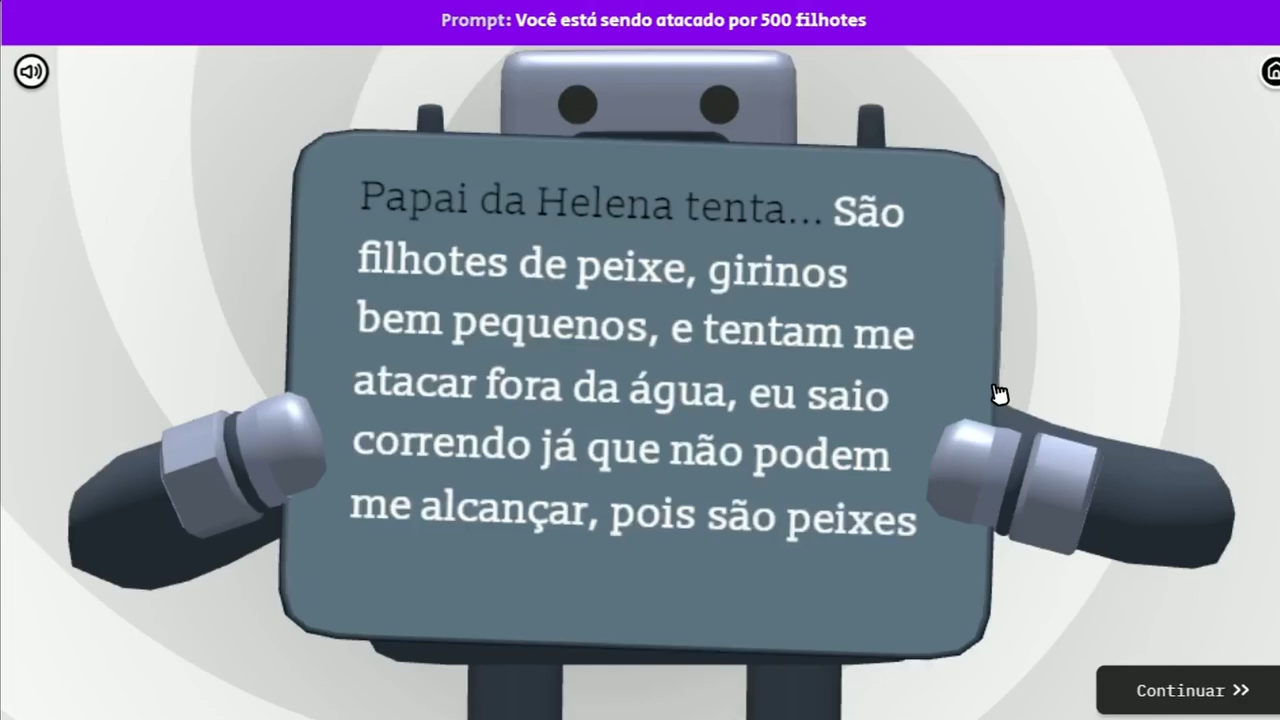 Prompt: Você está sendo atacado por 500 filhotes
Papai da Helena tenta... São
filhotes de peixe, girinos
bem pequenos, e tentam me
atacar fora da água, eu saio
correndo já que não podem
me alcançar, pois são peixes
Continuar >>